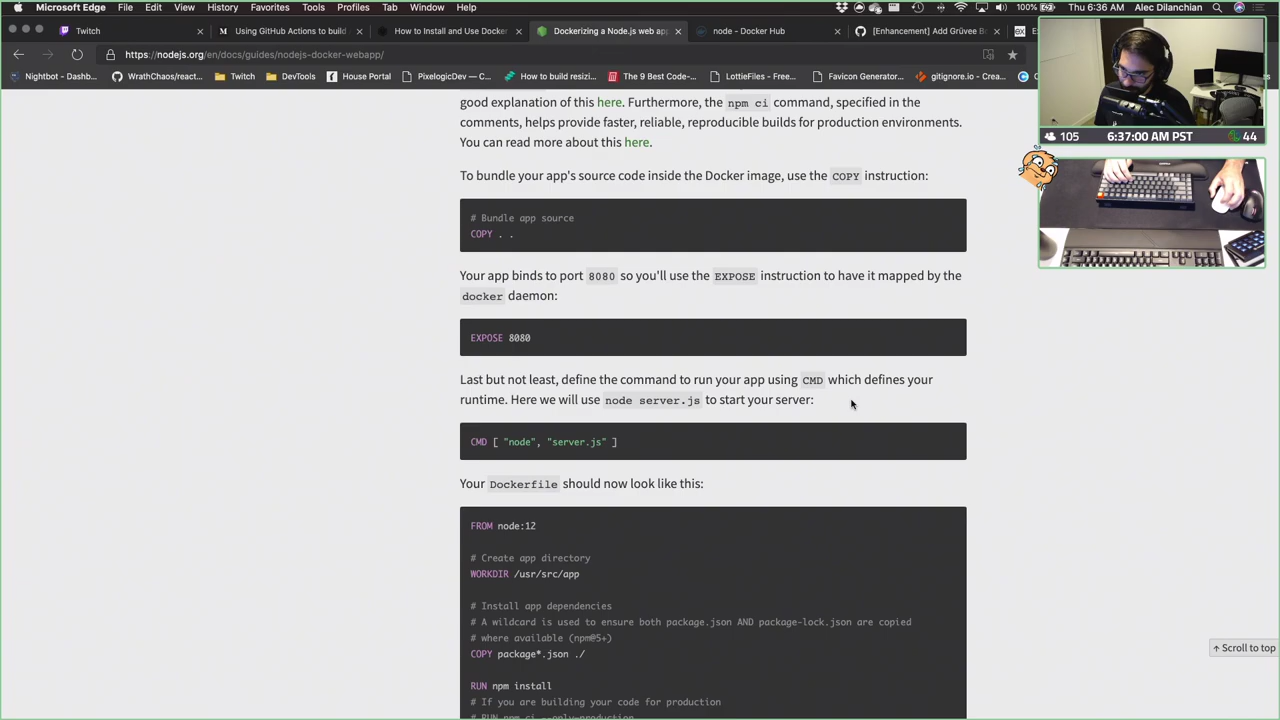 Microsoft Edge File Edit View History Favorites Tools Profiles Tab Window Help 100% Thu 6:36 AM Alec Dilanchian
Twitch
Using GitHub Actions to build
How to Install and Use Docker
Dockerizing a Node.js web app
node - Docker Hub
[Enhancement] Add Grüvee Bo
EX
https://nodejs.org/en/docs/guides/nodejs-docker-webapp/
Nightbot - Dashb...
WrathChaos/react...
Twitch
DevTools
House Portal
PixelogicDev — C...
How to build resizi...
The 9 Best Code-...
LottieFiles - Free...
Favicon Generator...
gitignore.io - Crea...
good explanation of this here. Furthermore, the npm ci command, specified in the
comments, helps provide faster, reliable, reproducible builds for production environments.
You can read more about this here.
To bundle your app's source code inside the Docker image, use the COPY instruction:
# Bundle app source
COPY . .
Your app binds to port 8080 so you'll use the EXPOSE instruction to have it mapped by the
docker daemon:
EXPOSE 8080
Last but not least, define the command to run your app using CMD which defines your
runtime. Here we will use node server.js to start your server:
CMD [ "node", "server.js" ]
Your Dockerfile should now look like this:
FROM node:12
# Create app directory
WORKDIR /usr/src/app
# Install app dependencies
# A wildcard is used to ensure both package.json AND package-lock.json are copied
# where available (npm@5+)
COPY package*.json ./
RUN npm install
# If you are building your code for production
# RUN npm ci --only=production
105 6:37:00 AM PST 44
↑ Scroll to top